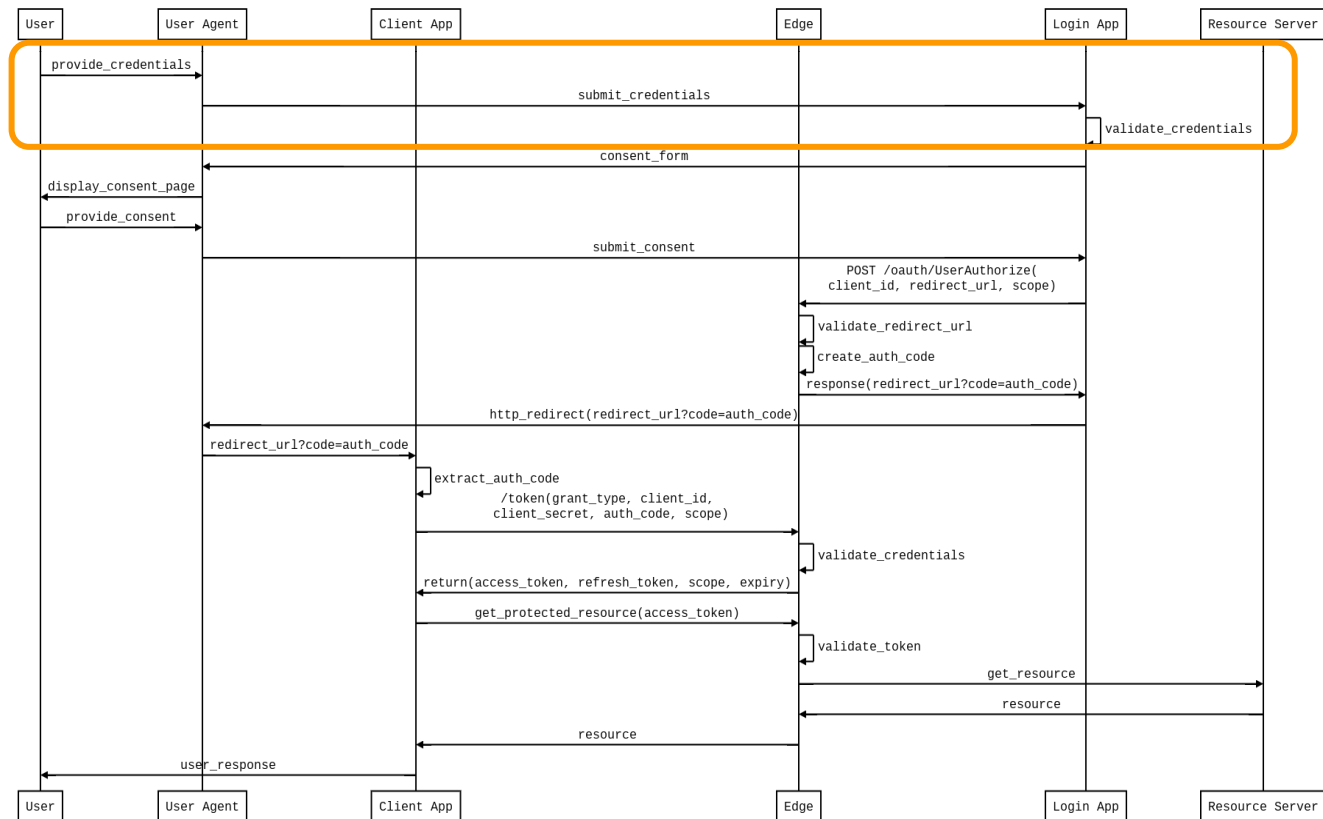 User
User Agent
Client App
Edge
Login App
Resource Server
provide_credentials
submit_credentials
validate_credentials
consent_form
display_consent_page
provide_consent
submit_consent
POST /oauth/UserAuthorize(
client_id, redirect_url, scope)
validate_redirect_url
create_auth_code
response(redirect_url?code=auth_code)
http_redirect(redirect_url?code=auth_code)
redirect_url?code=auth_code
extract_auth_code
/token(grant_type, client_id,
client_secret, auth_code, scope)
validate_credentials
return(access_token, refresh_token, scope, expiry)
get_protected_resource(access_token)
validate_token
get_resource
resource
resource
user_response
User
User Agent
Client App
Edge
Login App
Resource Server